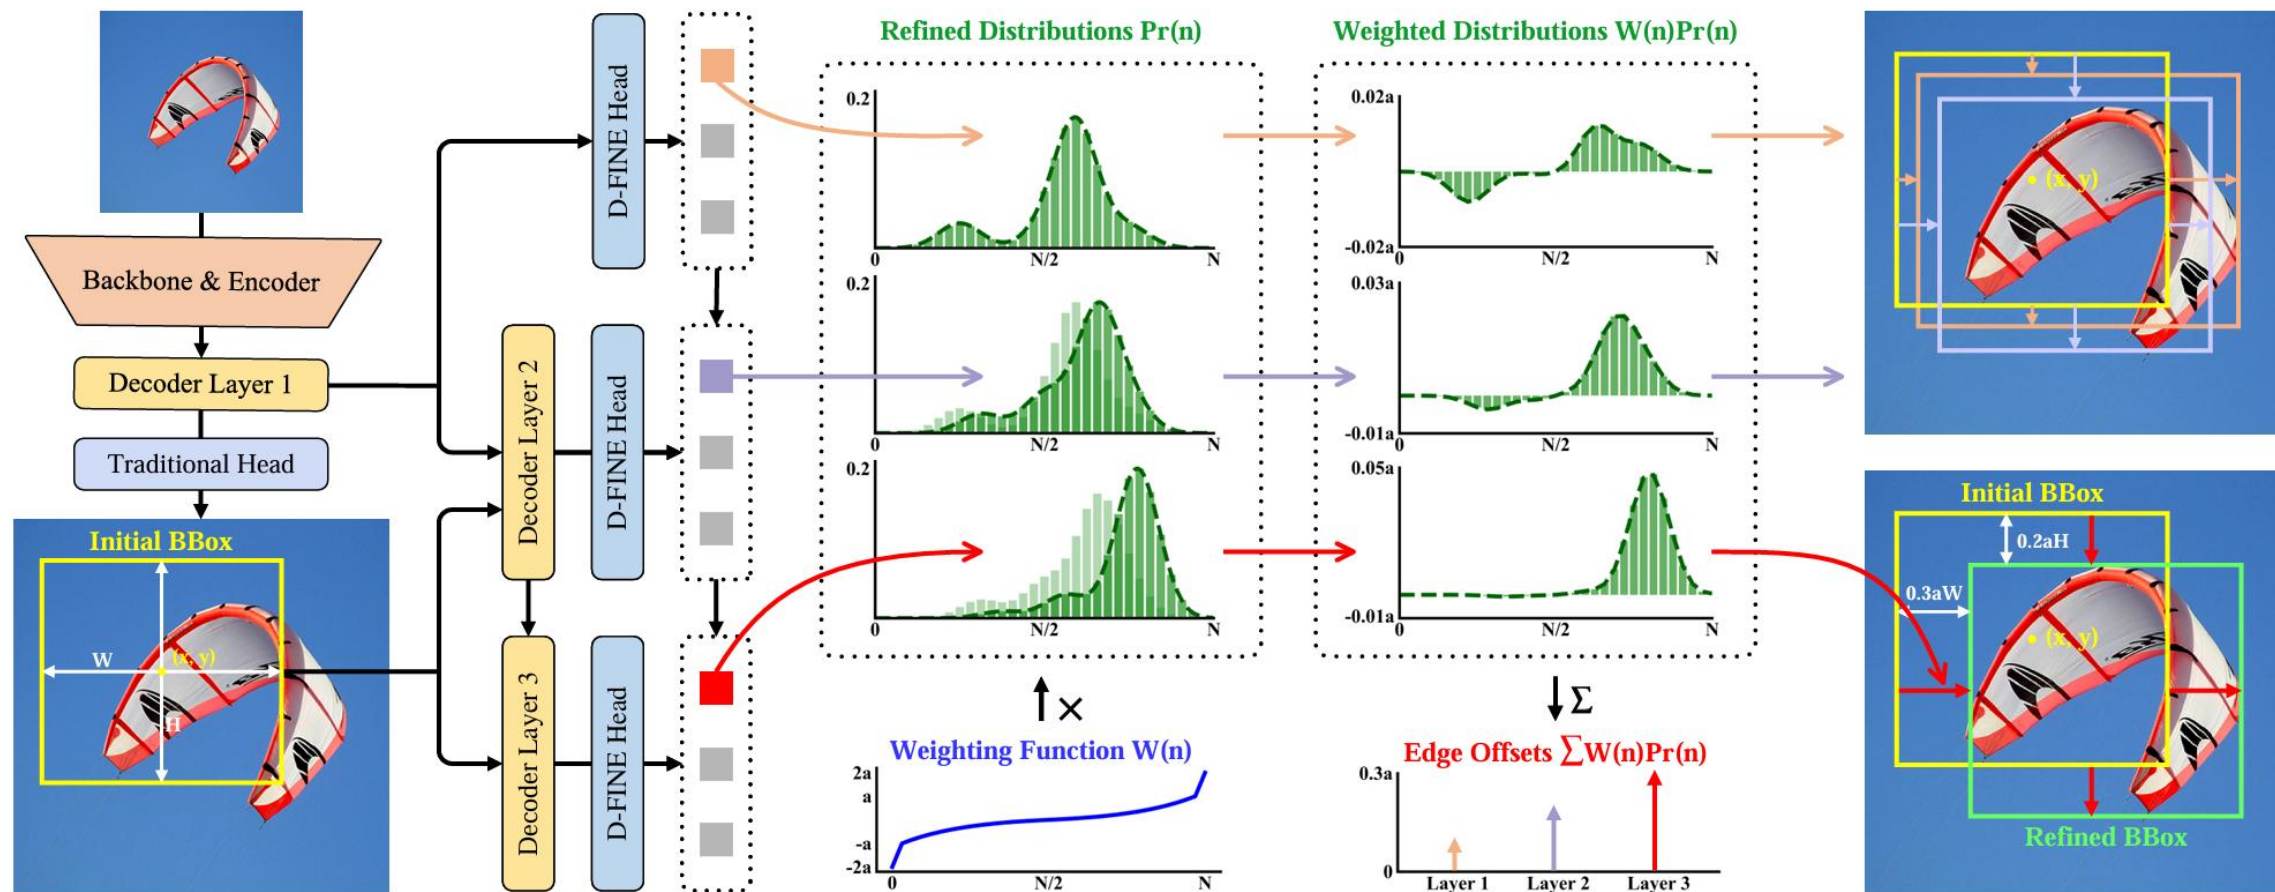 Backbone & Encoder
Decoder Layer 1
Traditional Head
Initial BBox
W
(x, y)
H
D-FINE Head
Decoder Layer 2
D-FINE Head
Decoder Layer 3
D-FINE Head
Refined Distributions Pr(n)
0.2
0
N/2
N
0.2
0
N/2
N
0.2
0
N/2
N
×
Weighting Function W(n)
2a
a
-a
-2a
0
N/2
N
Weighted Distributions W(n)Pr(n)
0.02a
-0.02a
0
N/2
N
0.03a
-0.01a
0
N/2
N
0.05a
-0.01a
0
N/2
N
Σ
Edge Offsets ∑W(n)Pr(n)
0.3a
0
Layer 1
Layer 2
Layer 3
(x, y)
Initial BBox
0.2aH
0.3aW
(x, y)
Refined BBox